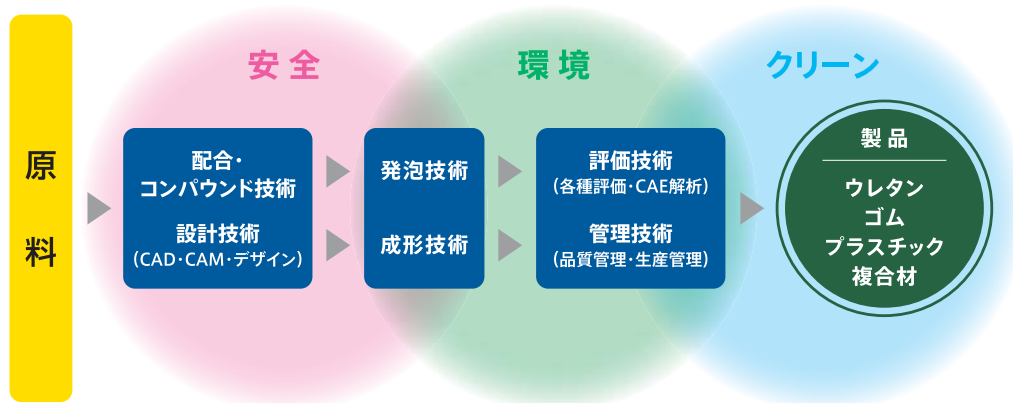 原料
安全
環境
クリーン
配合・
コンパウンド技術
設計技術
(CAD・CAM・デザイン)
発泡技術
成形技術
評価技術
(各種評価・CAE解析)
管理技術
(品質管理・生産管理)
製品
ウレタン
ゴム
プラスチック
複合材